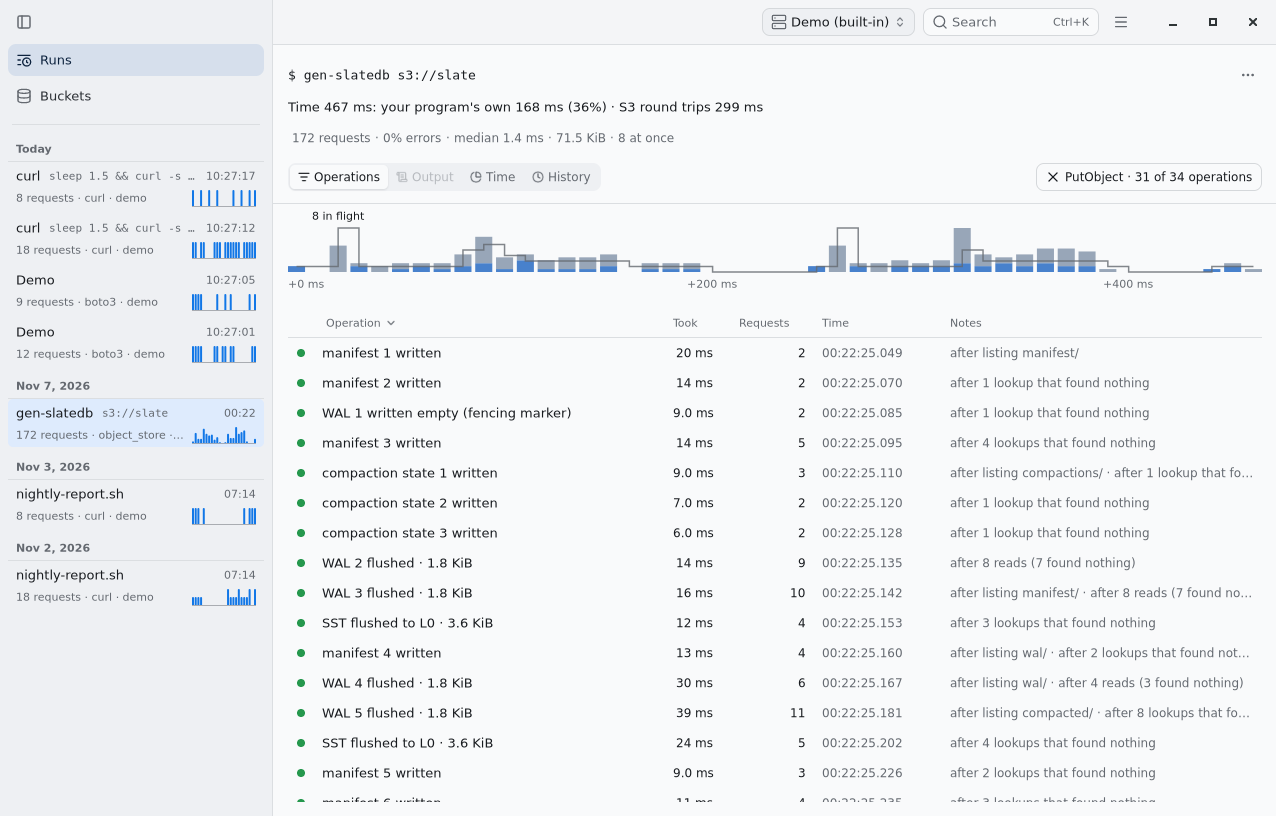 Demo (built-in)
Search Ctrl+K
Runs
Buckets
Today
curl sleep 1.5 && curl -s … 10:27:17
8 requests · curl · demo
curl sleep 1.5 && curl -s … 10:27:12
18 requests · curl · demo
Demo 10:27:05
9 requests · boto3 · demo
Demo 10:27:01
12 requests · boto3 · demo
Nov 7, 2026
gen-slatedb s3://slate 00:22
172 requests · object_store ·…
Nov 3, 2026
nightly-report.sh 07:14
8 requests · curl · demo
Nov 2, 2026
nightly-report.sh 07:14
18 requests · curl · demo
$ gen-slatedb s3://slate
Time 467 ms: your program's own 168 ms (36%) · S3 round trips 299 ms
172 requests · 0% errors · median 1.4 ms · 71.5 KiB · 8 at once
Operations Output Time History
PutObject · 31 of 34 operations
8 in flight
+0 ms +200 ms +400 ms
Operation Took Requests Time Notes
manifest 1 written 20 ms 2 00:22:25.049 after listing manifest/
manifest 2 written 14 ms 2 00:22:25.070 after 1 lookup that found nothing
WAL 1 written empty (fencing marker) 9.0 ms 2 00:22:25.085 after 1 lookup that found nothing
manifest 3 written 14 ms 5 00:22:25.095 after 4 lookups that found nothing
compaction state 1 written 9.0 ms 3 00:22:25.110 after listing compactions/ · after 1 lookup that fo…
compaction state 2 written 7.0 ms 2 00:22:25.120 after 1 lookup that found nothing
compaction state 3 written 6.0 ms 2 00:22:25.128 after 1 lookup that found nothing
WAL 2 flushed · 1.8 KiB 14 ms 9 00:22:25.135 after 8 reads (7 found nothing)
WAL 3 flushed · 1.8 KiB 16 ms 10 00:22:25.142 after listing manifest/ · after 8 reads (7 found no…
SST flushed to L0 · 3.6 KiB 12 ms 4 00:22:25.153 after 3 lookups that found nothing
manifest 4 written 13 ms 4 00:22:25.160 after listing wal/ · after 2 lookups that found not…
WAL 4 flushed · 1.8 KiB 30 ms 6 00:22:25.167 after listing wal/ · after 4 reads (3 found nothing)
WAL 5 flushed · 1.8 KiB 39 ms 11 00:22:25.181 after listing compacted/ · after 8 lookups that fo…
SST flushed to L0 · 3.6 KiB 24 ms 5 00:22:25.202 after 4 lookups that found nothing
manifest 5 written 9.0 ms 3 00:22:25.226 after 2 lookups that found nothing
manifest 6 written 11 ms 4 00:22:25.235 after 3 lookups that found nothing